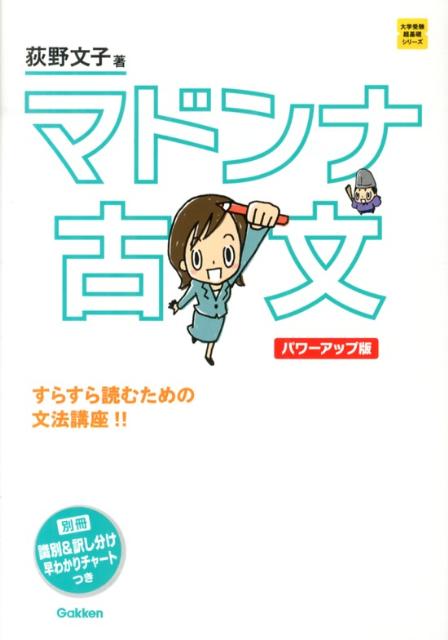 大学受験
超基礎
シリーズ
荻野文子 著
マドンナ
古文
パワーアップ版
すらすら読むための
文法講座!!
別冊
識別&訳し分け
早わかりチャート
つき
Gakken